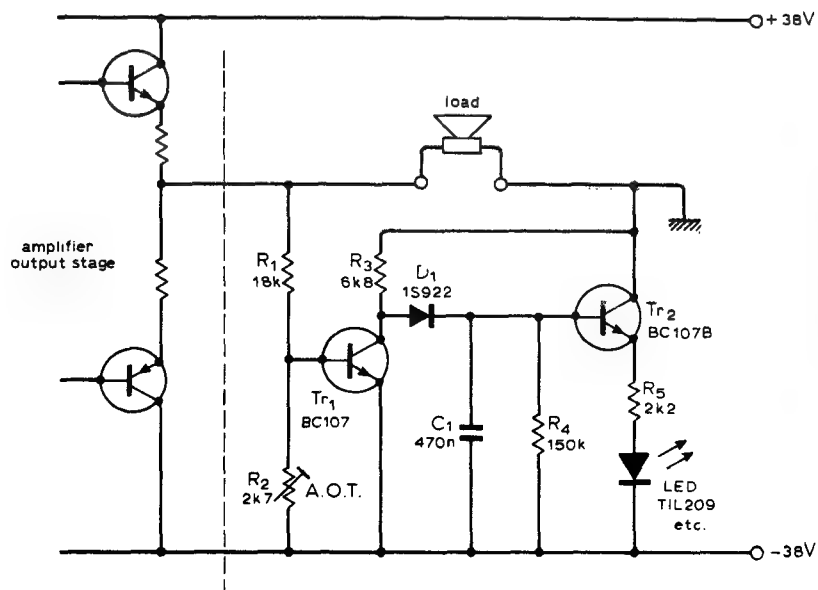 +38V
load
amplifier
output stage
R1
18k
R3
6k8
D1
1S922
Tr2
BC107B
Tr1
BC107
R5
2k2
C1
470n
R4
150k
R2
2k7
A.O.T.
LED
TIL209
etc.
-38V